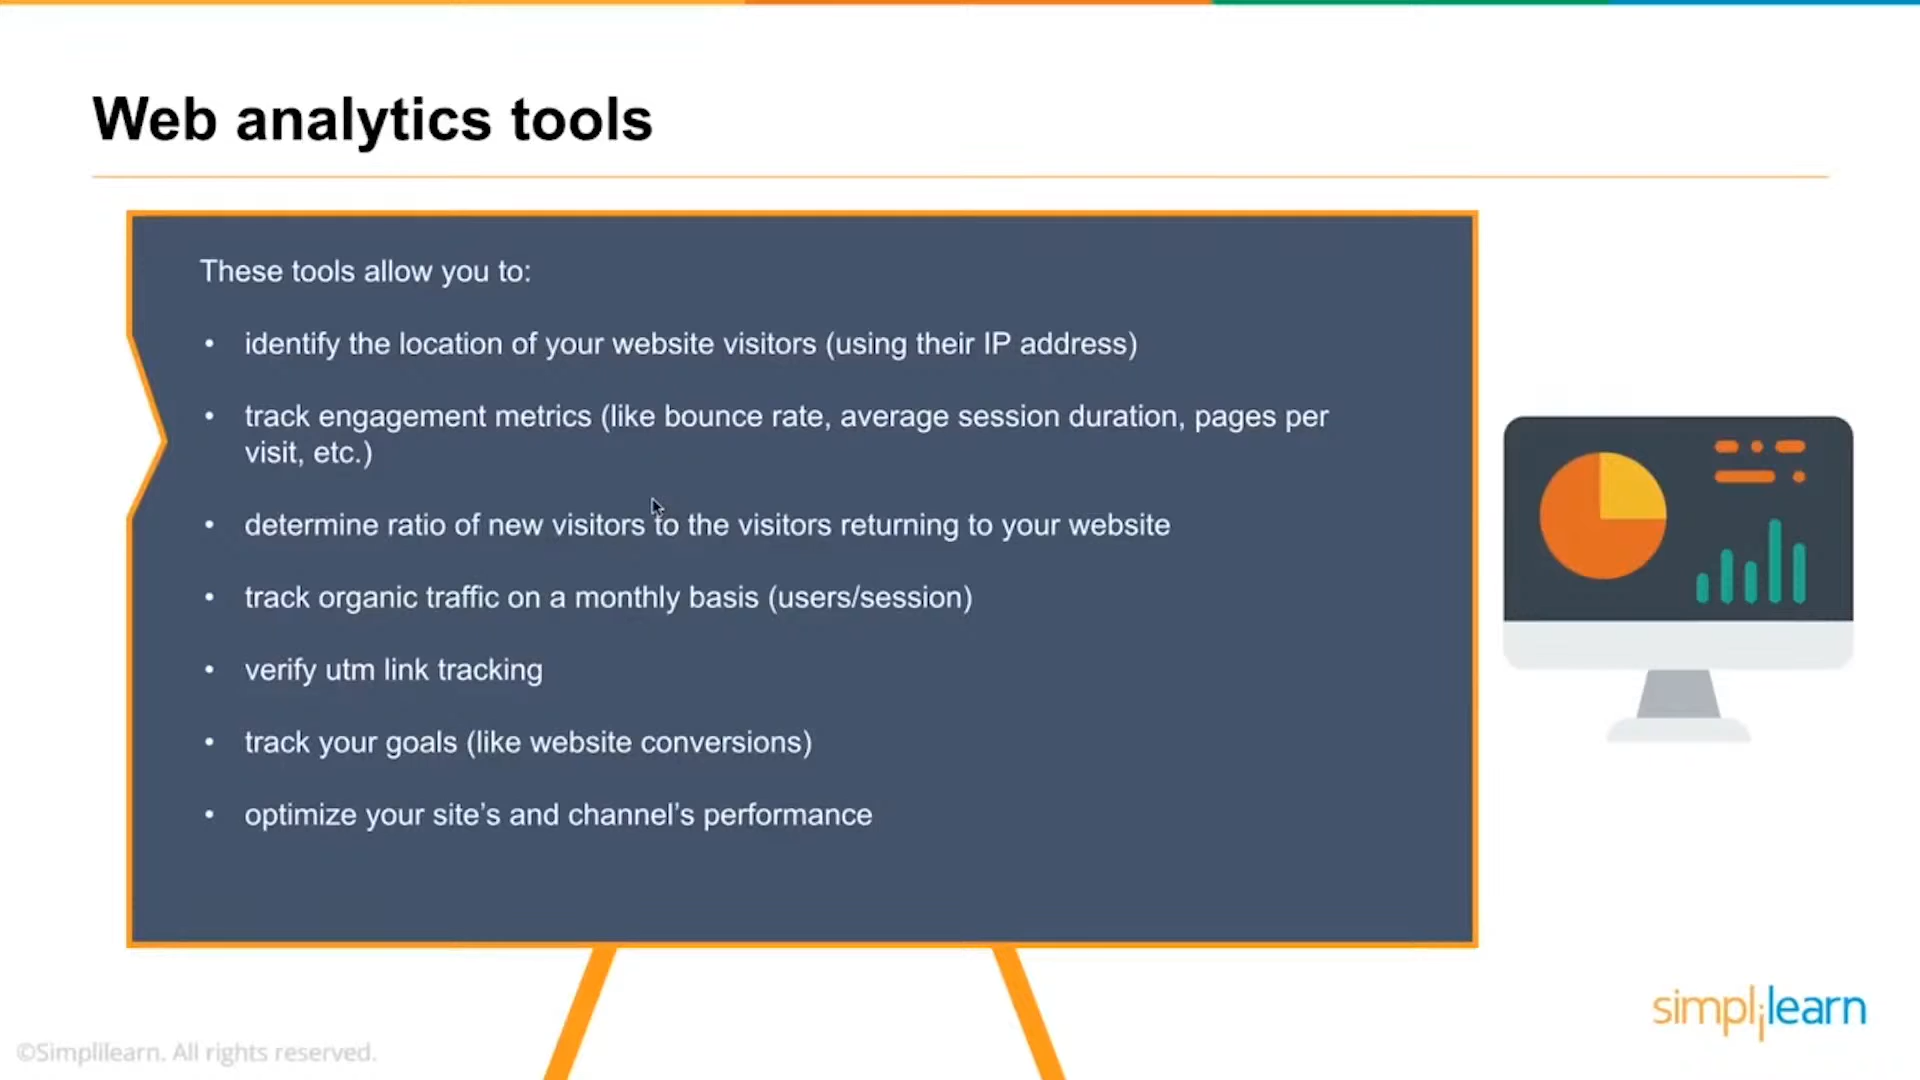 Web analytics tools
These tools allow you to:
• identify the location of your website visitors (using their IP address)
• track engagement metrics (like bounce rate, average session duration, pages per
visit, etc.)
• determine ratio of new visitors to the visitors returning to your website
• track organic traffic on a monthly basis (users/session)
• verify utm link tracking
• track your goals (like website conversions)
• optimize your site’s and channel’s performance
simplilearn
©Simplilearn. All rights reserved.